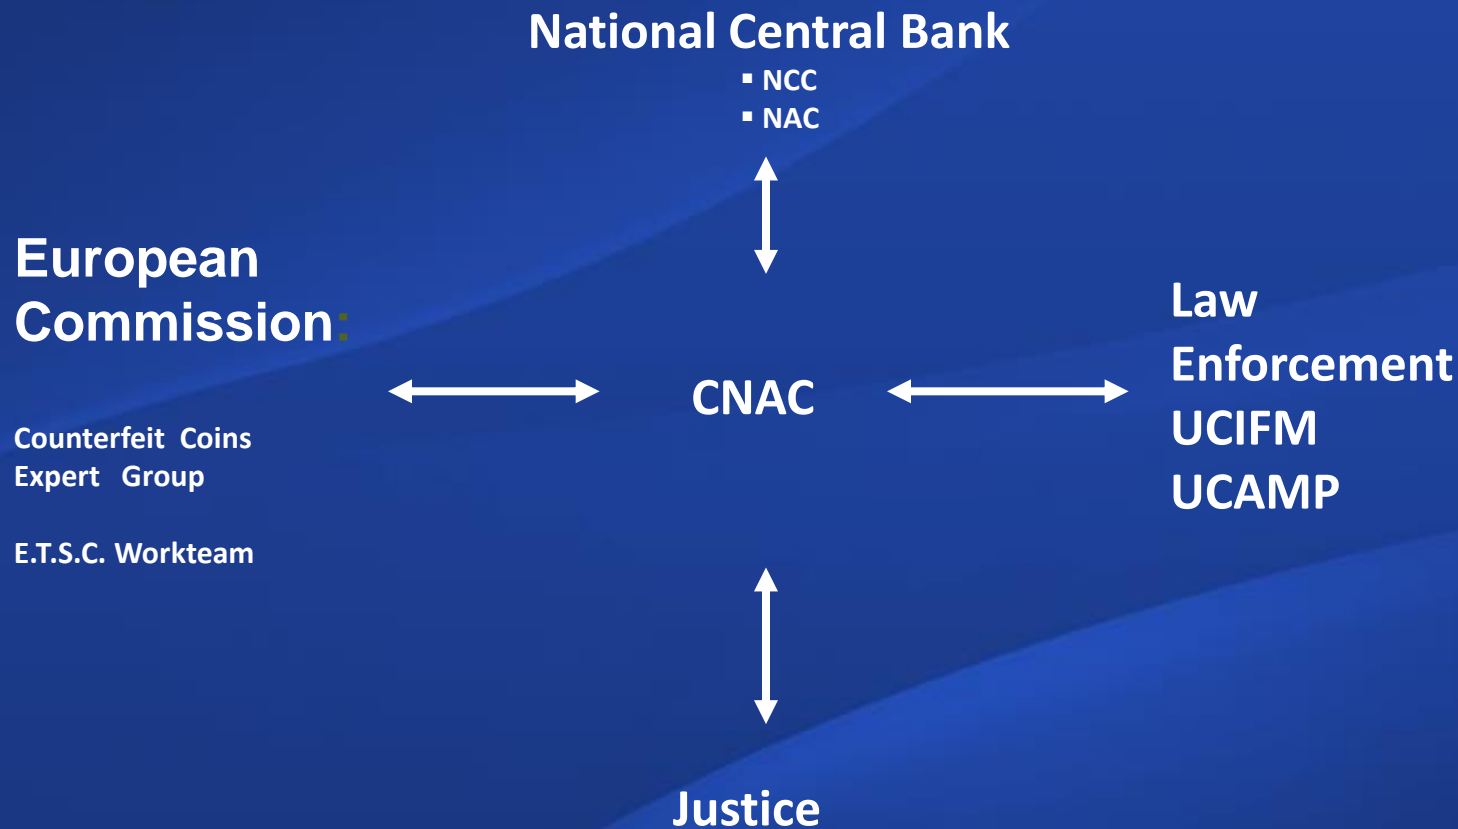 National Central Bank
▪ NCC
▪ NAC
European
Commission:
Counterfeit Coins
Expert Group
E.T.S.C. Workteam
CNAC
Law
Enforcement
UCIFM
UCAMP
Justice